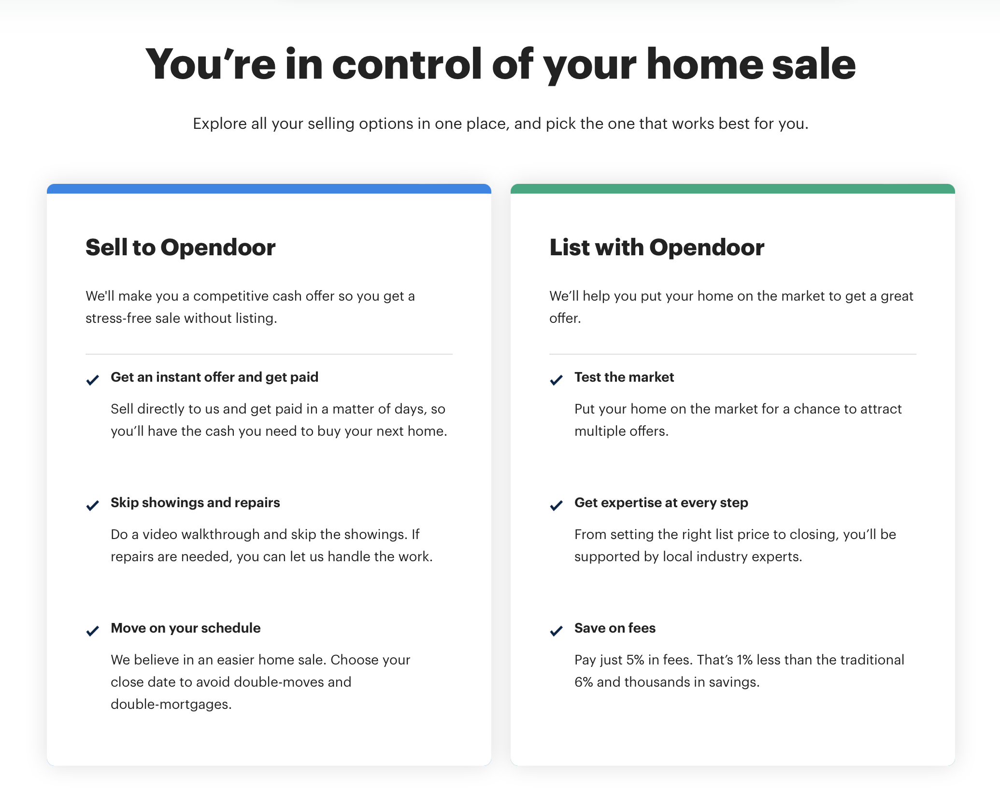 You’re in control of your home sale
Explore all your selling options in one place, and pick the one that works best for you.
Sell to Opendoor
We'll make you a competitive cash offer so you get a
stress-free sale without listing.
Get an instant offer and get paid
Sell directly to us and get paid in a matter of days, so
you’ll have the cash you need to buy your next home.
Skip showings and repairs
Do a video walkthrough and skip the showings. If
repairs are needed, you can let us handle the work.
Move on your schedule
We believe in an easier home sale. Choose your
close date to avoid double-moves and
double-mortgages.
List with Opendoor
We’ll help you put your home on the market to get a great
offer.
Test the market
Put your home on the market for a chance to attract
multiple offers.
Get expertise at every step
From setting the right list price to closing, you’ll be
supported by local industry experts.
Save on fees
Pay just 5% in fees. That’s 1% less than the traditional
6% and thousands in savings.